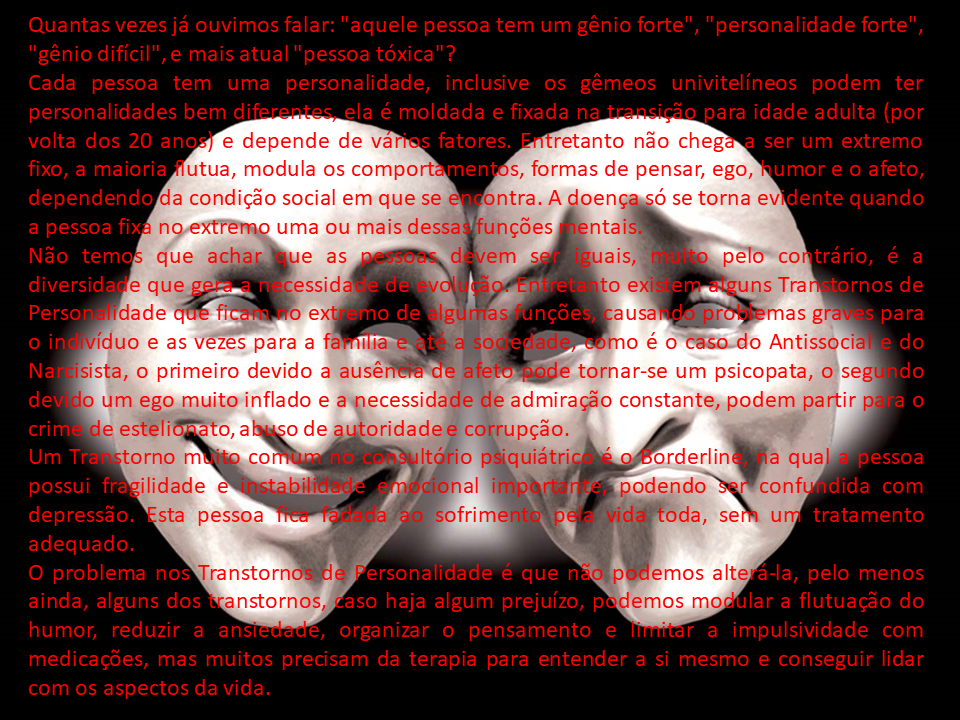 Quantas vezes já ouvimos falar: "aquele pessoa tem um gênio forte", "personalidade forte",
"gênio difícil", e mais atual "pessoa tóxica"?
Cada pessoa tem uma personalidade, inclusive os gêmeos univitelíneos podem ter
personalidades bem diferentes, ela é moldada e fixada na transição para idade adulta (por
volta dos 20 anos) e depende de vários fatores. Entretanto não chega a ser um extremo
fixo, a maioria flutua, modula os comportamentos, formas de pensar, ego, humor e o afeto,
dependendo da condição social em que se encontra. A doença só se torna evidente quando
a pessoa fixa no extremo uma ou mais dessas funções mentais.
Não temos que achar que as pessoas devem ser iguais, muito pelo contrário, é a
diversidade que gera a necessidade de evolução. Entretanto existem alguns Transtornos de
Personalidade que ficam no extremo de algumas funções, causando problemas graves para
o indivíduo e as vezes para a família e até a sociedade, como é o caso do Antissocial e do
Narcisista, o primeiro devido a ausência de afeto pode tornar-se um psicopata, o segundo
devido um ego muito inflado e a necessidade de admiração constante, podem partir para o
crime de estelionato, abuso de autoridade e corrupção.
Um Transtorno muito comum no consultório psiquiátrico é o Borderline, na qual a pessoa
possui fragilidade e instabilidade emocional importante, podendo ser confundida com
depressão. Esta pessoa fica fadada ao sofrimento pela vida toda, sem um tratamento
adequado.
O problema nos Transtornos de Personalidade é que não podemos alterá-la, pelo menos
ainda, alguns dos transtornos, caso haja algum prejuízo, podemos modular a flutuação do
humor, reduzir a ansiedade, organizar o pensamento e limitar a impulsividade com
medicações, mas muitos precisam da terapia para entender a si mesmo e conseguir lidar
com os aspectos da vida.